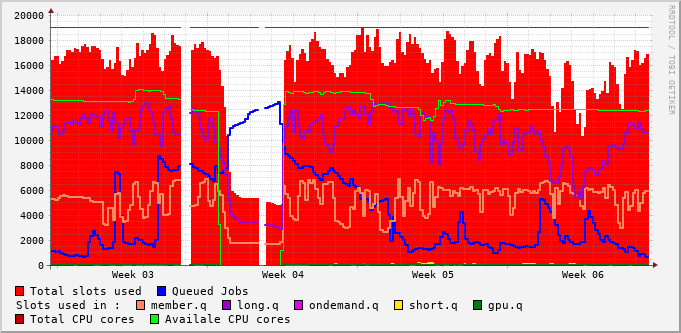 20000
18000
16000
14000
12000
10000
8000
6000
4000
2000
0
Week 03 Week 04 Week 05 Week 06
RRDTOOL / TOBI OETIKER
Total slots used Queued Jobs
Slots used in : member.q long.q ondemand.q short.q gpu.q
Total CPU cores Availale CPU cores